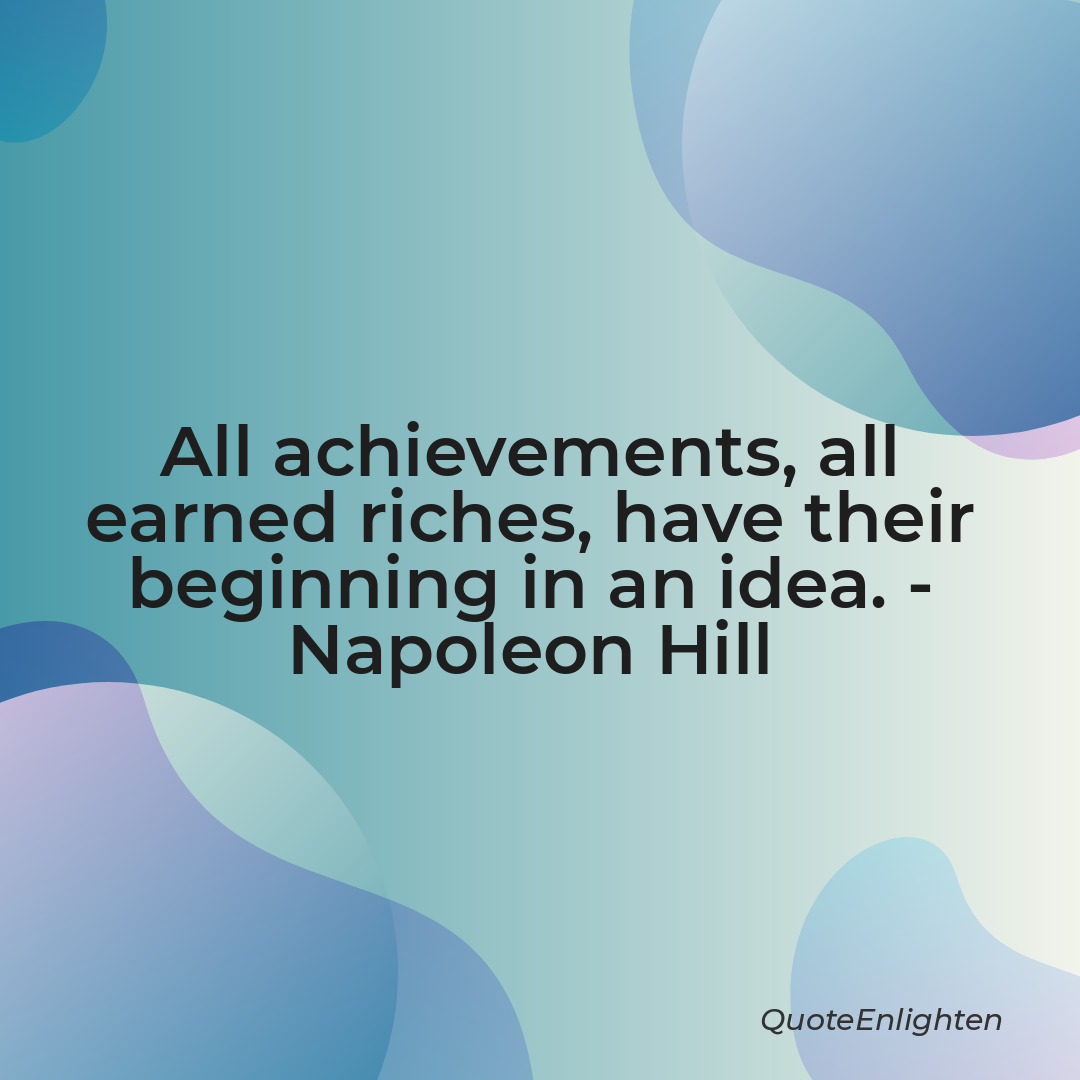 All achievements, all
earned riches, have their
beginning in an idea. -
Napoleon Hill
QuoteEnlighten